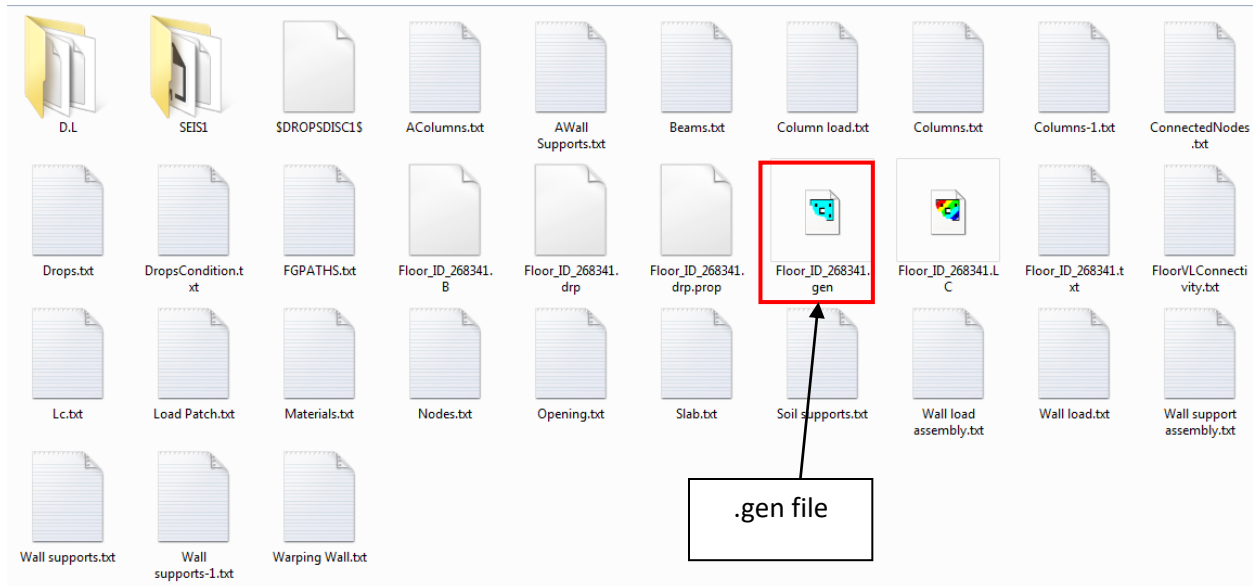 D.L
SEIS1
$DROPSDISC1$
AColumns.txt
AWall
Supports.txt
Beams.txt
Column load.txt
Columns.txt
Columns-1.txt
ConnectedNodes
.txt
Drops.txt
DropsCondition.t
xt
FGPATHS.txt
Floor_ID_268341.
B
Floor_ID_268341.
drp
Floor_ID_268341.
drp.prop
Floor_ID_268341.
gen
Floor_ID_268341.L
C
Floor_ID_268341.t
xt
FloorVLConnecti
vity.txt
Lc.txt
Load Patch.txt
Materials.txt
Nodes.txt
Opening.txt
Slab.txt
Soil supports.txt
Wall load
assembly.txt
Wall load.txt
Wall support
assembly.txt
Wall supports.txt
Wall
supports-1.txt
Warping Wall.txt
.gen file